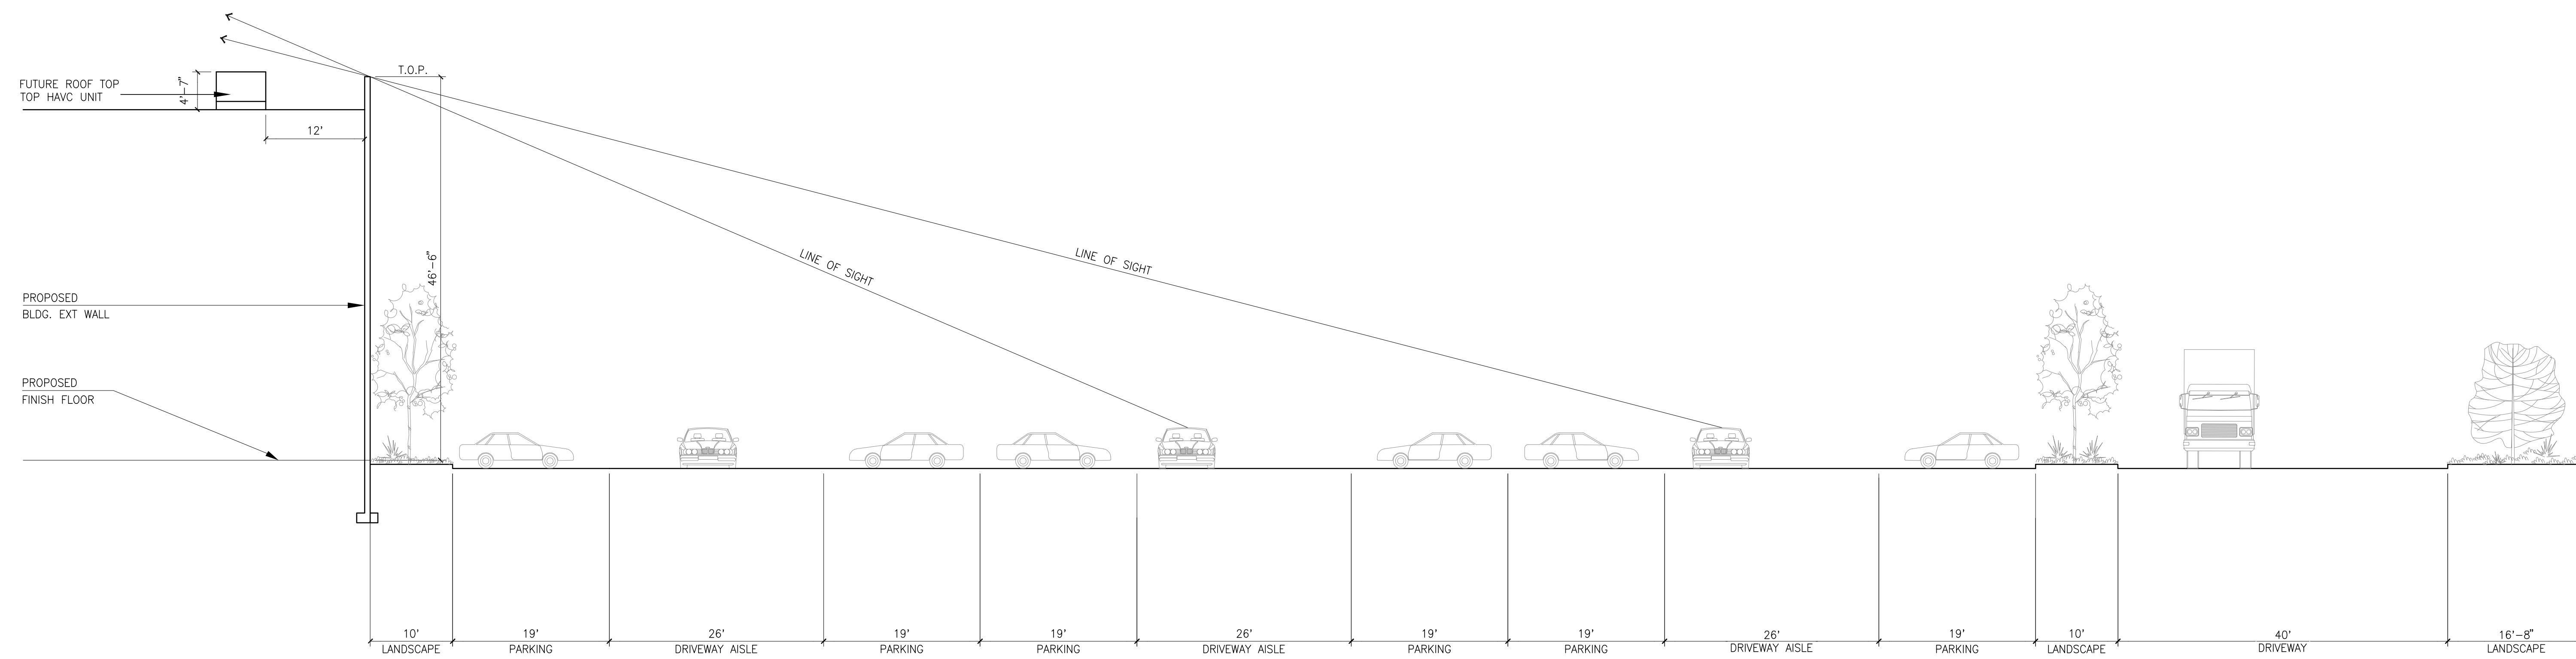 T.O.P.
FUTURE ROOF TOP
TOP HAVC UNIT
4'-7"
12'
46'-6"
LINE OF SIGHT
LINE OF SIGHT
PROPOSED
BLDG. EXT WALL
PROPOSED
FINISH FLOOR
10'
LANDSCAPE
19'
PARKING
26'
DRIVEWAY AISLE
19'
PARKING
19'
PARKING
26'
DRIVEWAY AISLE
19'
PARKING
19'
PARKING
26'
DRIVEWAY AISLE
19'
PARKING
10'
LANDSCAPE
40'
DRIVEWAY
16'-8"
LANDSCAPE